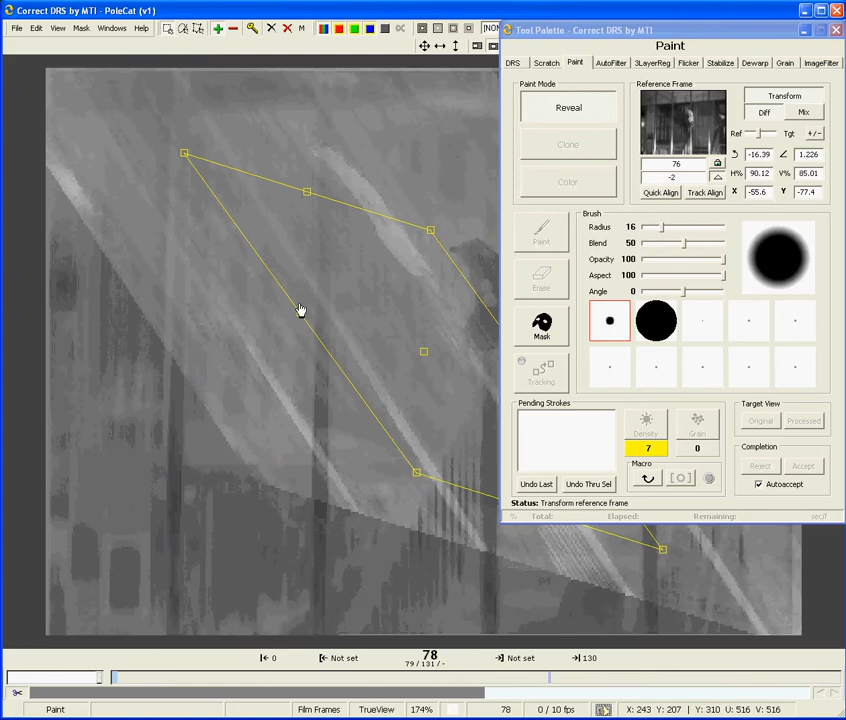 Correct DRS by MTI - PoleCat (v1)
File Edit View Mask Windows Help
M
Tool Palette - Correct DRS by MTI
Paint
DRS Scratch Paint AutoFilter 3LayerReg Flicker Stabilize Dewarp Grain ImageFilter
Paint Mode
Reveal
Clone
Color
Reference Frame
76
-2
Quick Align Track Align
Transform
Diff Mix
Ref Tgt +/-
-16.39 1.226
H% 90.12 V% 85.01
X -55.6 Y -77.4
Paint
Erase
Mask
Tracking
Brush
Radius 16
Blend 50
Opacity 100
Aspect 100
Angle 0
Pending Strokes
Undo Last Undo Thru Sel
Density
7
Grain
0
Macro
Target View
Original Processed
Completion
Reject Accept
Autoaccept
Status: Transform reference frame
% Total: Elapsed: Remaining: sec/f
0 Not set 78 Not set 130
79 / 131 / -
Paint Film Frames TrueView 174% 78 0 / 10 fps X: 243 Y: 207 | Y: 310 U: 516 V: 516